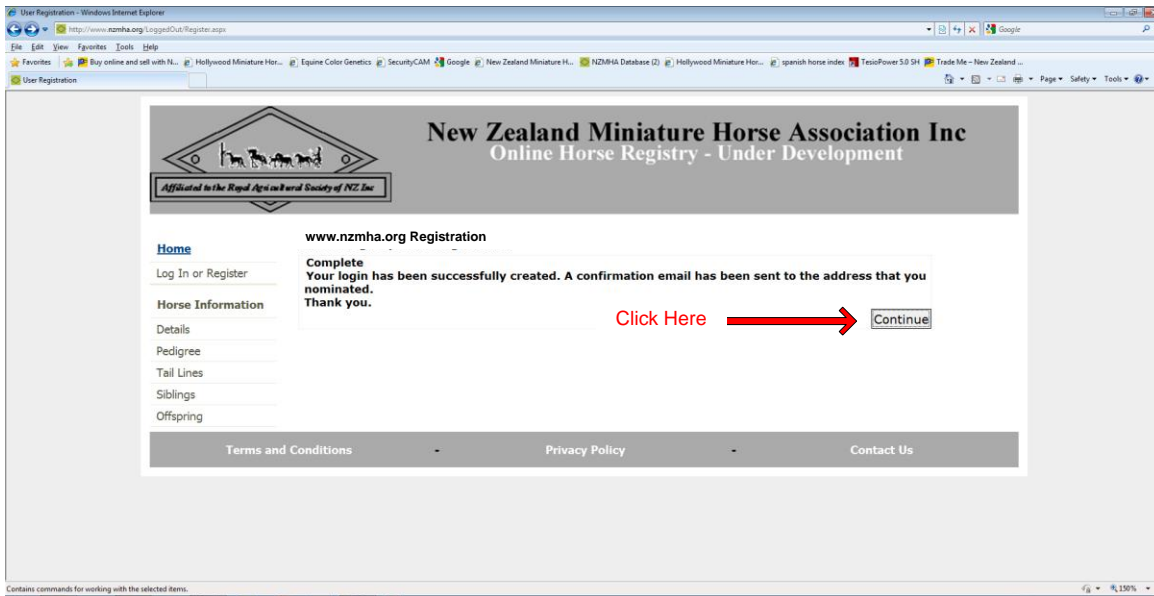 User Registration - Windows Internet Explorer
http://www.nzmha.org/LoggedOut/Register.aspx
Google
File Edit View Favorites Tools Help
Favorites Buy online and sell with N... Hollywood Miniature Hor... Equine Color Genetics SecurityCAM Google New Zealand Miniature H... NZMHA Database (2) Hollywood Miniature Hor... spanish horse index TesioPower 5.0 SH Trade Me – New Zealand ...
User Registration
Page Safety Tools
New Zealand Miniature Horse Association Inc
Online Horse Registry - Under Development
Affiliated to the Royal Agricultural Society of NZ Inc
Home
Log In or Register
Horse Information
Details
Pedigree
Tail Lines
Siblings
Offspring
www.nzmha.org Registration
Complete
Your login has been successfully created. A confirmation email has been sent to the address that you
nominated.
Thank you.
Click Here
Continue
Terms and Conditions - Privacy Policy - Contact Us
Contains commands for working with the selected items.
150%